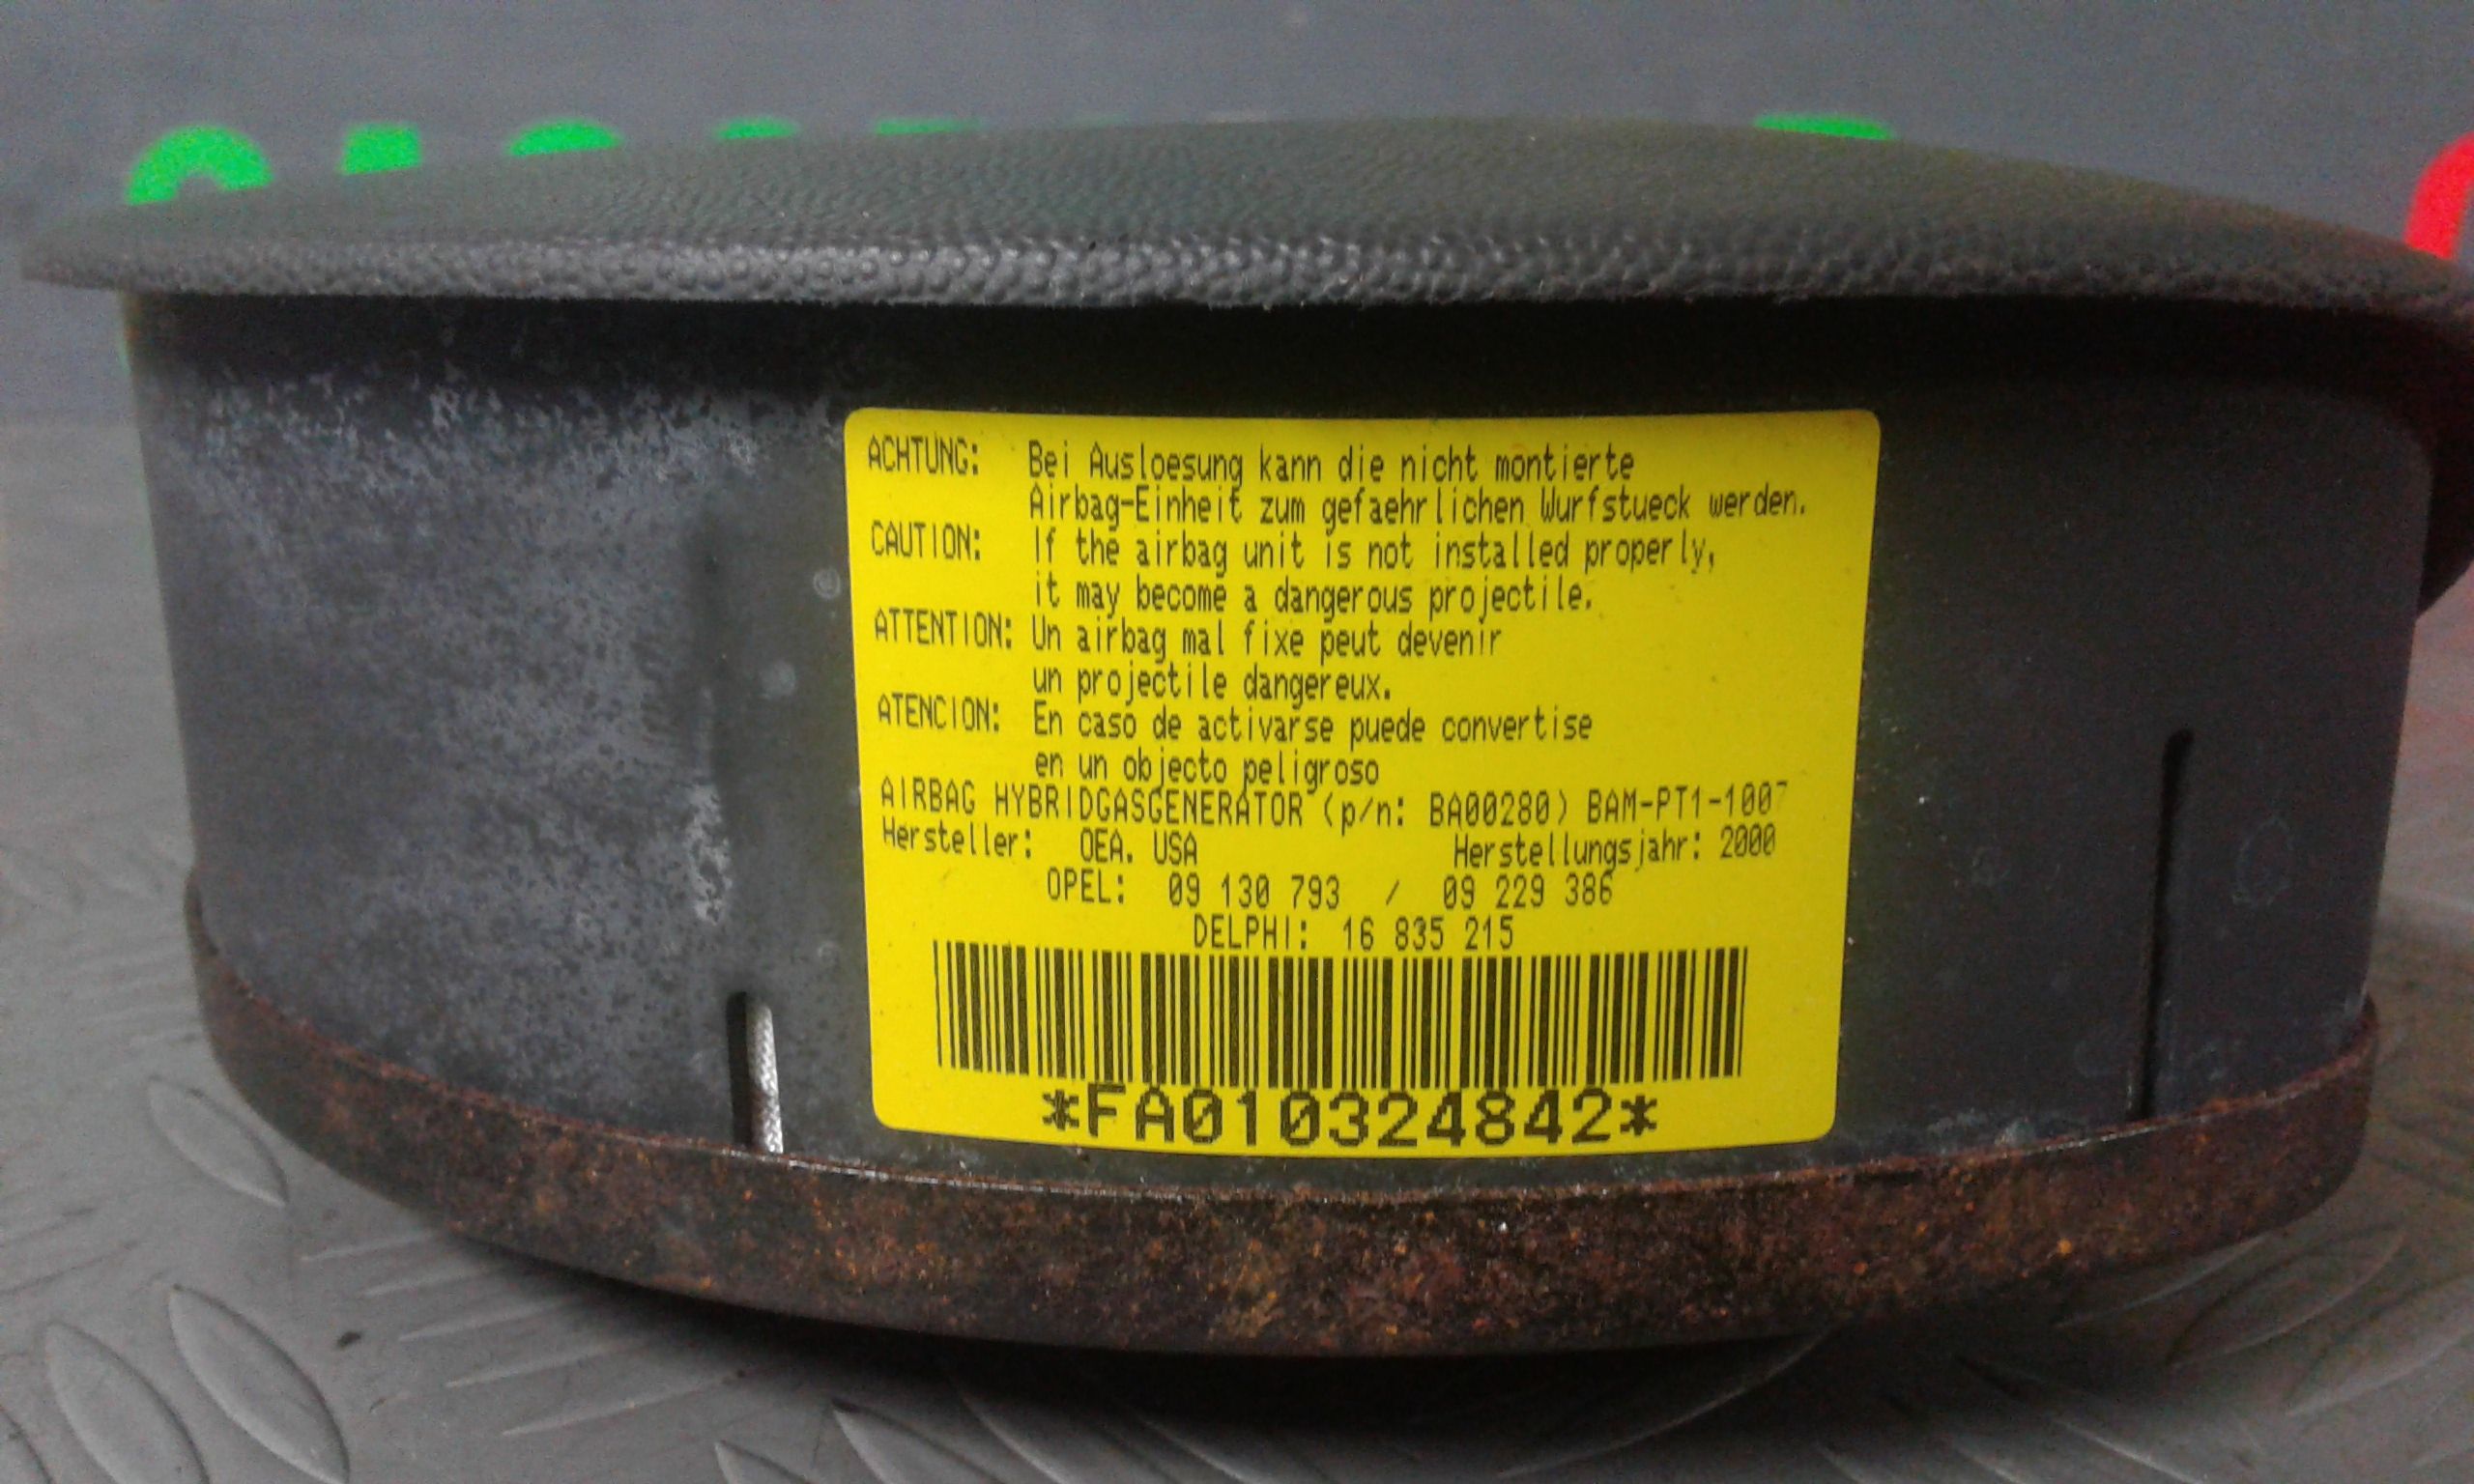 ACHTUNG: Bei Ausloesung kann die nicht montierte
Airbag-Einheit zum gefaehrlichen Wurfstueck werden.
CAUTION: If the airbag unit is not installed properly,
it may become a dangerous projectile.
ATTENTION: Un airbag mal fixe peut devenir
un projectile dangereux.
ATENCION: En caso de activarse puede convertise
en un objecto peligroso
AIRBAG HYBRIDGASGENERATOR (p/n: BA00280) BAM-PT1-1007
Hersteller: OEA. USA Herstellungsjahr: 2000
OPEL: 09 130 793 / 09 229 386
DELPHI: 16 835 215
*FA010324842*